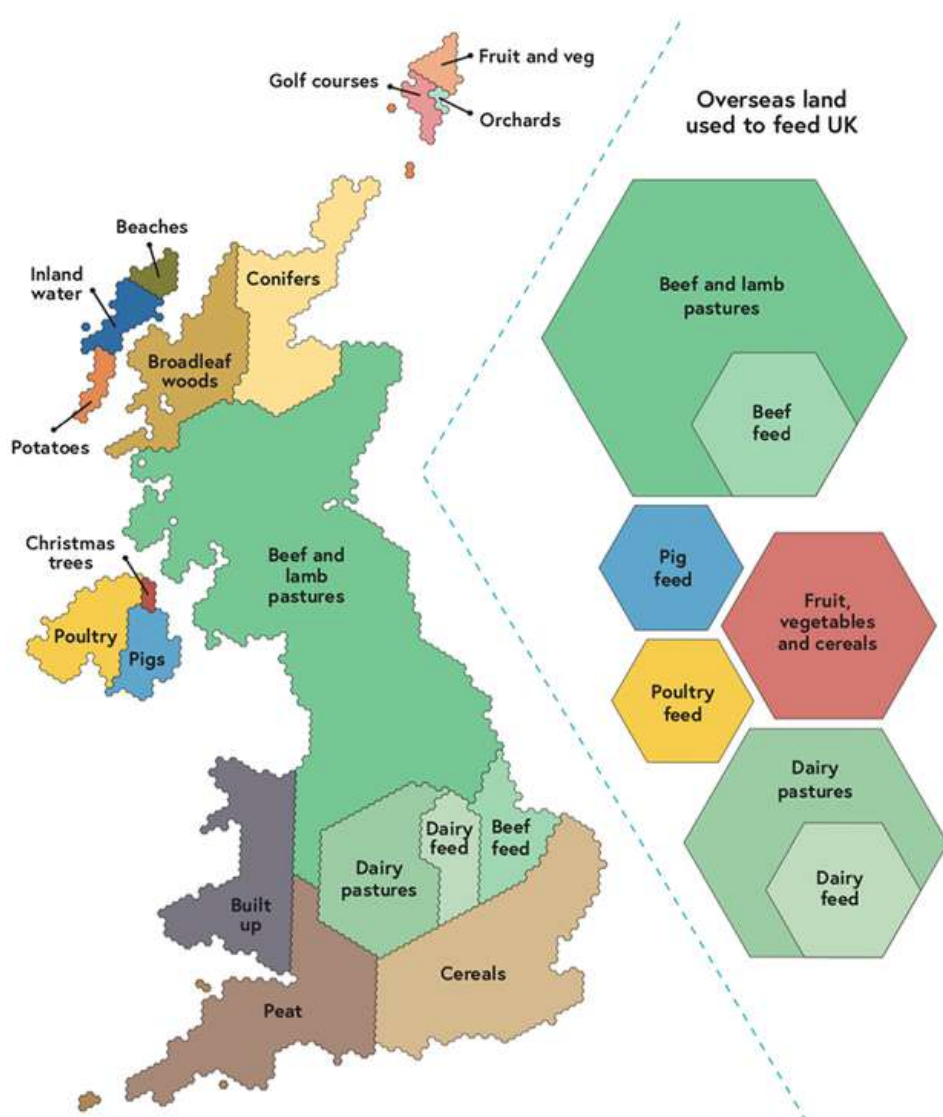 Fruit and veg
Golf courses
Orchards
Overseas land
used to feed UK
Beaches
Inland
water
Conifers
Broadleaf
woods
Potatoes
Beef and lamb
pastures
Beef
feed
Christmas
trees
Beef and
lamb
pastures
Poultry
Pigs
Pig
feed
Fruit,
vegetables
and cereals
Poultry
feed
Dairy
pastures
Dairy
feed
Beef
feed
Dairy
pastures
Dairy
feed
Built
up
Cereals
Peat